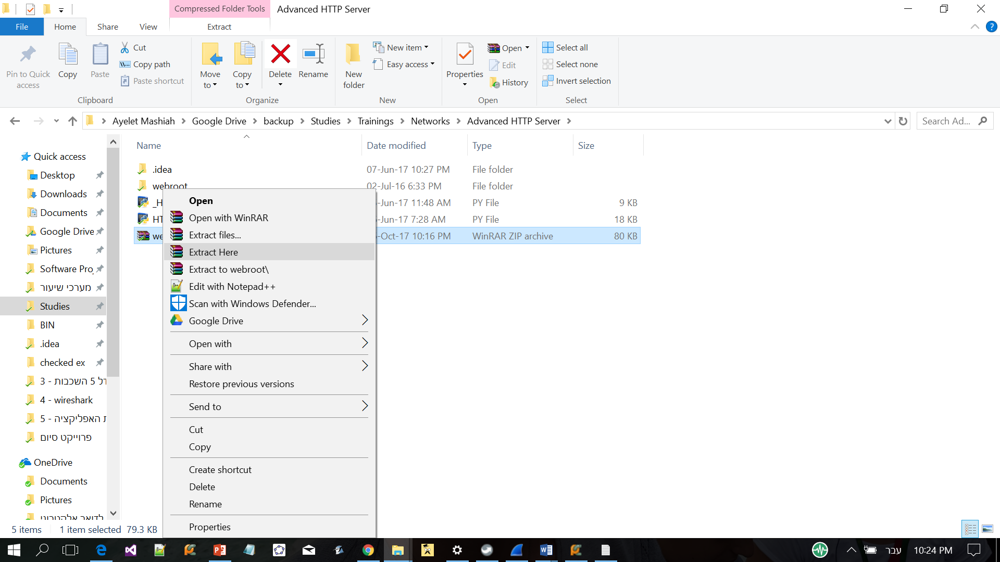 Compressed Folder Tools
Advanced HTTP Server
File
Home
Share
View
Extract
Pin to Quick access
Copy
Paste
Cut
Copy path
Paste shortcut
Clipboard
Move to
Copy to
Delete
Rename
Organize
New folder
New item
Easy access
New
Properties
Open
Edit
History
Open
Select all
Select none
Invert selection
Select
Ayelet Mashiah
Google Drive
backup
Studies
Trainings
Networks
Advanced HTTP Server
Search Ad...
Name
Date modified
Type
Size
.idea
07-Jun-17 10:27 PM
File folder
webroot
02-Jul-16 6:33 PM
File folder
-Jun-17 11:48 AM
PY File
9 KB
-Jun-17 7:28 AM
PY File
18 KB
-Oct-17 10:16 PM
WinRAR ZIP archive
80 KB
Quick access
Desktop
Downloads
Documents
Google Drive
Pictures
Software Pro
מערכי שיעור
Studies
BIN
.idea
checked ex
3 - דל 5 השכבות
4 - wireshark
5 - ת האפליקציה
פרוייקט סיום
OneDrive
Documents
Pictures
Open
Open with WinRAR
Extract files...
Extract Here
Extract to webroot\
Edit with Notepad++
Scan with Windows Defender...
Google Drive
Open with
Share with
Restore previous versions
Send to
Cut
Copy
Create shortcut
Delete
Rename
Properties
5 items
1 item selected
79.3 KB
עבר
10:24 PM